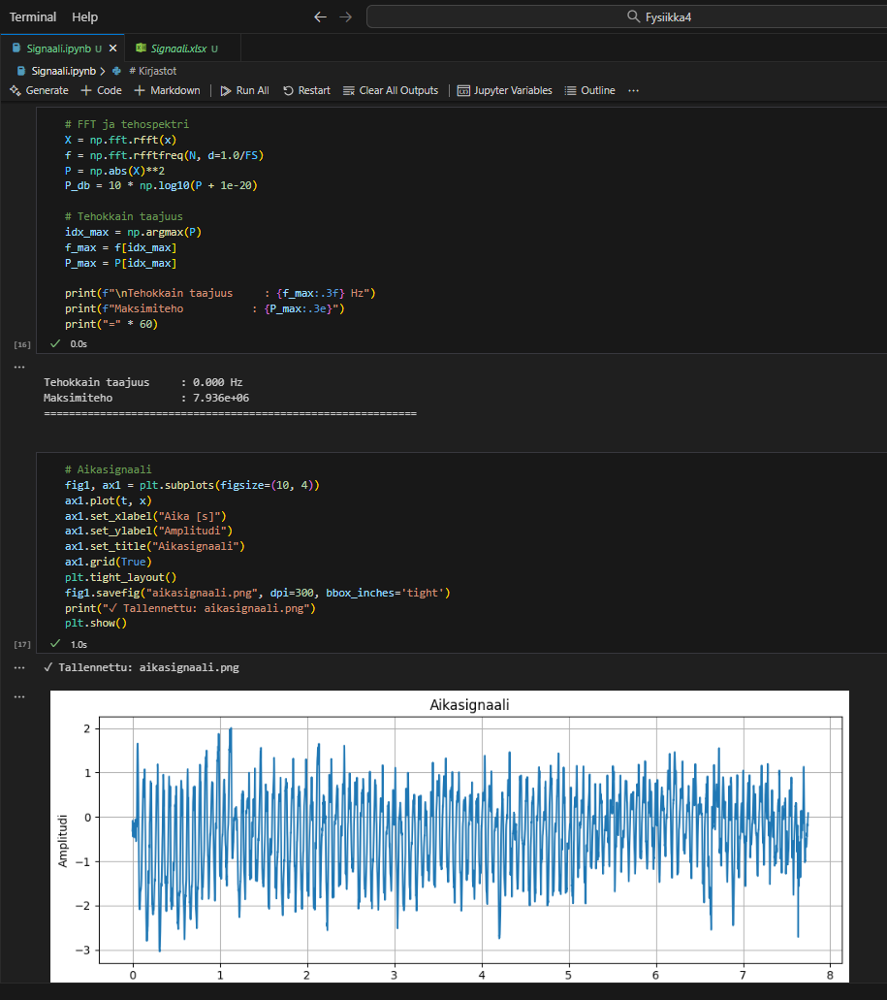 Terminal Help
Fysiikka4
Signaali.ipynb U
Signaali.xlsx U
Signaali.ipynb > # Kirjastot
Generate + Code + Markdown | Run All Restart Clear All Outputs | Jupyter Variables Outline ...
# FFT ja tehospektri
X = np.fft.rfft(x)
f = np.fft.rfftfreq(N, d=1.0/FS)
P = np.abs(X)**2
P_db = 10 * np.log10(P + 1e-20)
# Tehokkain taajuus
idx_max = np.argmax(P)
f_max = f[idx_max]
P_max = P[idx_max]
print(f"\nTehokkain taajuus     : {f_max:.3f} Hz")
print(f"Maksimiteho           : {P_max:.3e}")
print("=" * 60)
[16]
0.0s
...
Tehokkain taajuus     : 0.000 Hz
Maksimiteho           : 7.936e+06
============================================================
# Aikasignaali
fig1, ax1 = plt.subplots(figsize=(10, 4))
ax1.plot(t, x)
ax1.set_xlabel("Aika [s]")
ax1.set_ylabel("Amplitudi")
ax1.set_title("Aikasignaali")
ax1.grid(True)
plt.tight_layout()
fig1.savefig("aikasignaali.png", dpi=300, bbox_inches='tight')
print("✓ Tallennettu: aikasignaali.png")
plt.show()
[17]
1.0s
...
✓ Tallennettu: aikasignaali.png
...
Aikasignaali
Amplitudi
2
1
0
−1
−2
−3
0 1 2 3 4 5 6 7 8